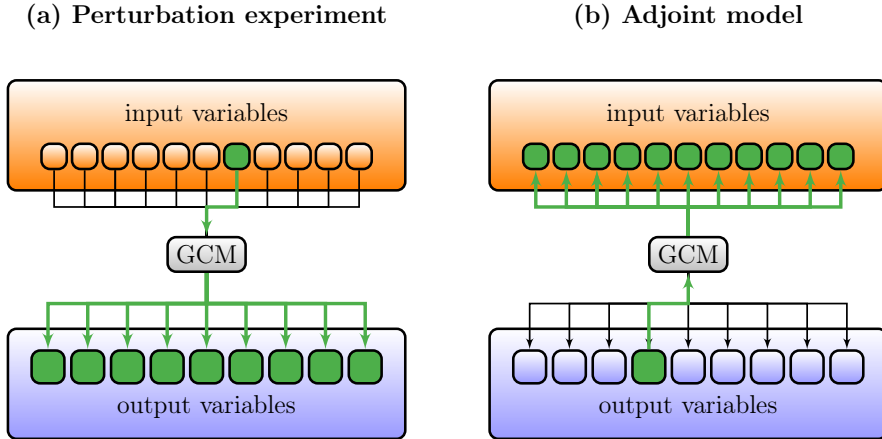 (a) Perturbation experiment
(b) Adjoint model
input variables
input variables
GCM
GCM
output variables
output variables